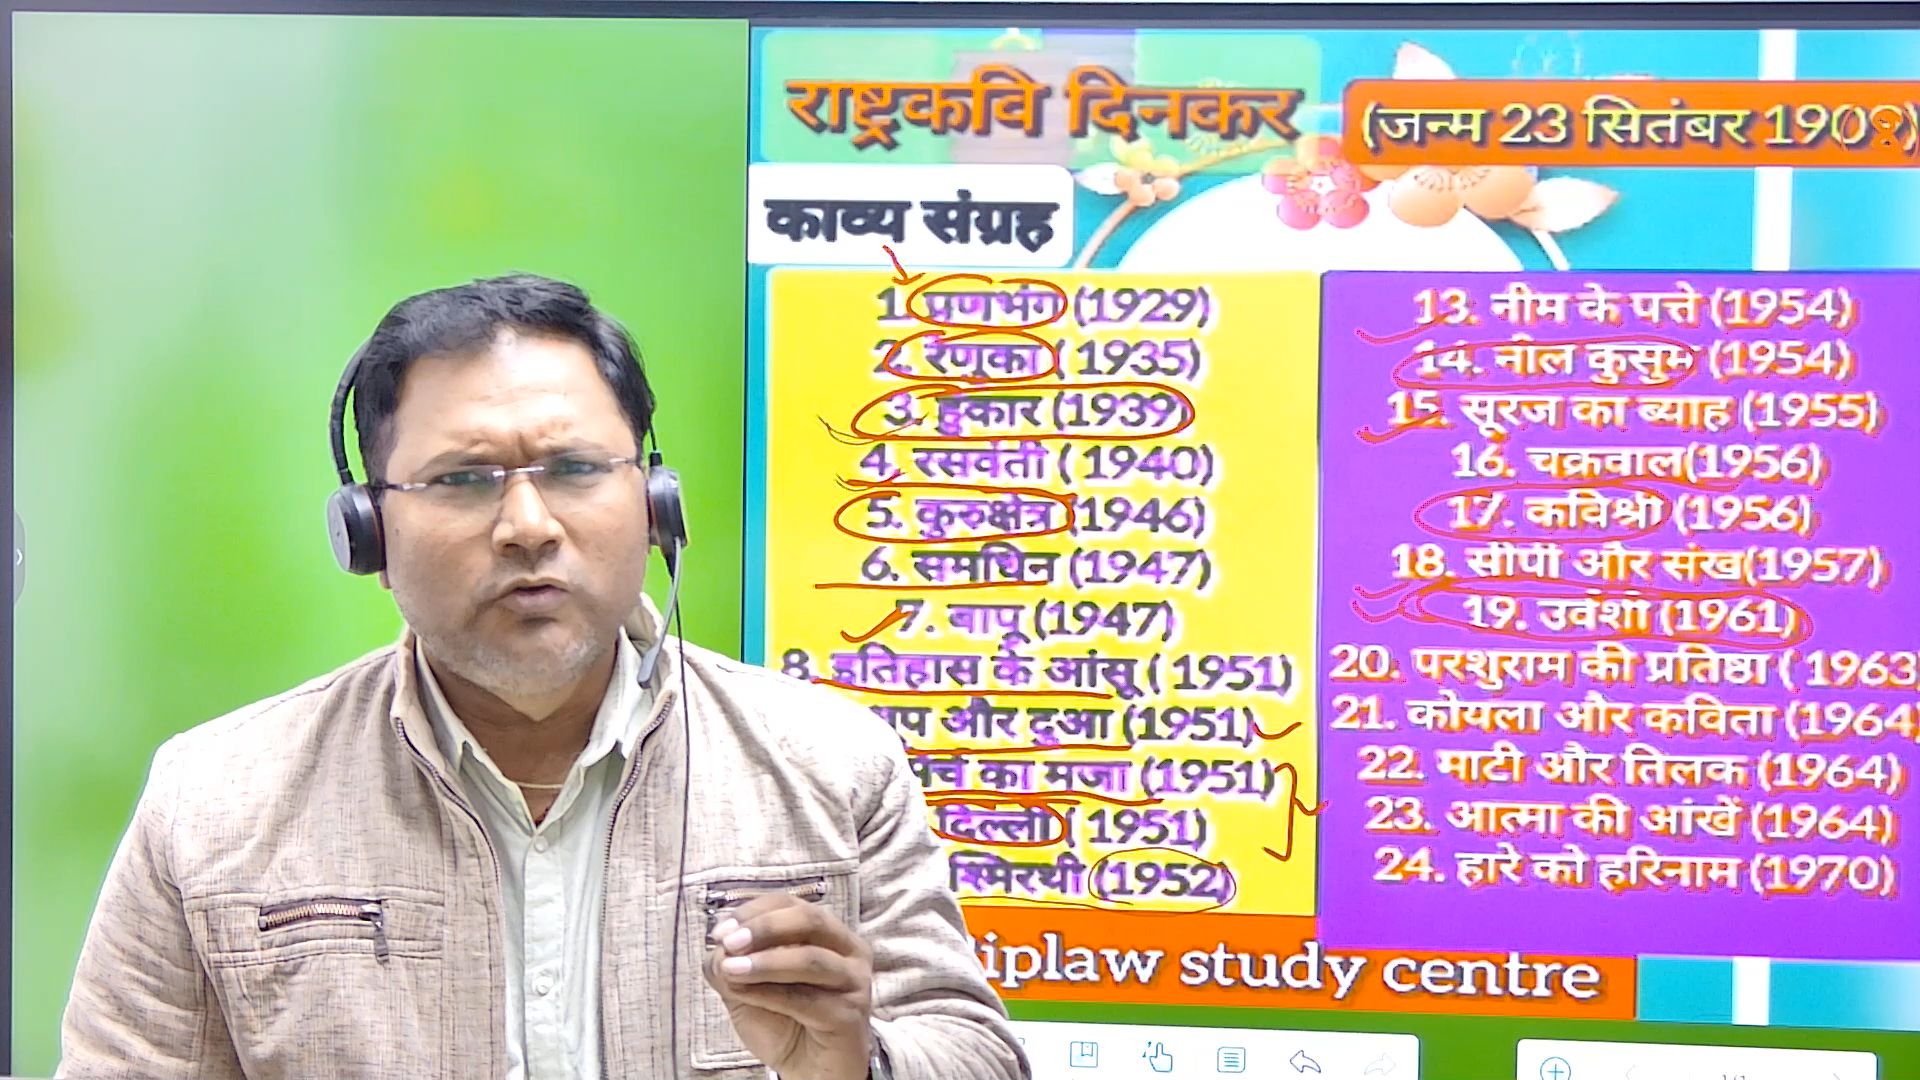 राष्ट्रकवि दिनकर
(जन्म 23 सितंबर 1908)
काव्य संग्रह
1. प्रणभंग (1929)
2. रेणुका ( 1935)
3. हुंकार (1939)
4. रसवंती ( 1940)
5. कुरुक्षेत्र (1946)
6. समधिन (1947)
7. बापू (1947)
8. इतिहास के आंसू ( 1951)
और दुआ (1951)
का मजा (1951)
दिल्ली ( 1951)
श्मिरथी (1952)
13. नीम के पत्ते (1954)
14. नील कुसुम (1954)
15. सूरज का ब्याह (1955)
16. चक्रवाल(1956)
17. कविश्री (1956)
18. सीपी और संख(1957)
19. उर्वशी (1961)
20. परशुराम की प्रतिष्ठा ( 1963
21. कोयला और कविता (1964)
22. माटी और तिलक (1964)
23. आत्मा की आंखें (1964)
24. हारे को हरिनाम (1970)
iplaw study centre